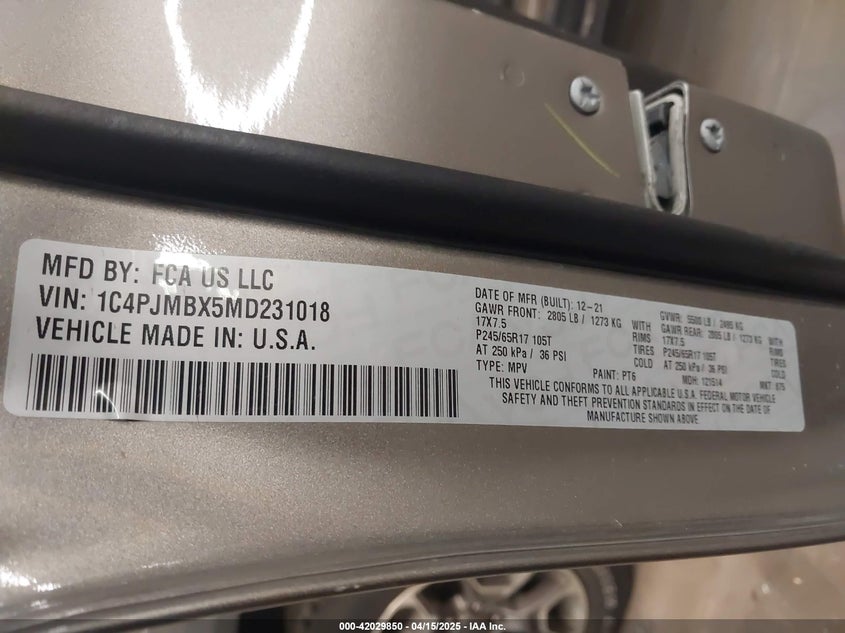 MFD BY: FCA US LLC
VIN: 1C4PJMBX5MD231018
VEHICLE MADE IN: U.S.A.
DATE OF MFR (BUILT): 12-21 GVWR: 5500 LB / 2495 KG
GAWR FRONT: 2805 LB / 1273 KG WITH GAWR REAR: 2805 LB / 1273 KG WITH
17X7.5 RIMS 17X7.5 RIMS
P245/65R17 105T TIRES P245/65R17 105T TIRES
AT 250 kPa / 36 PSI COLD AT 250 kPa / 36 PSI COLD
TYPE: MPV PAINT: PT6 MDH: 121514 MKT 875
THIS VEHICLE CONFORMS TO ALL APPLICABLE U.S.A. FEDERAL MOTOR VEHICLE
SAFETY AND THEFT PREVENTION STANDARDS IN EFFECT ON THE DATE OF
MANUFACTURE SHOWN ABOVE
000-42029850 - 04/15/2025 - IAA Inc.